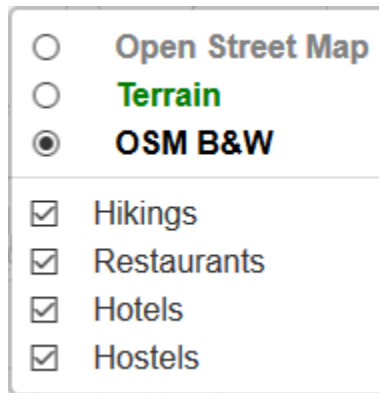 Open Street Map
Terrain
OSM B&W
Hikings
Restaurants
Hotels
Hostels